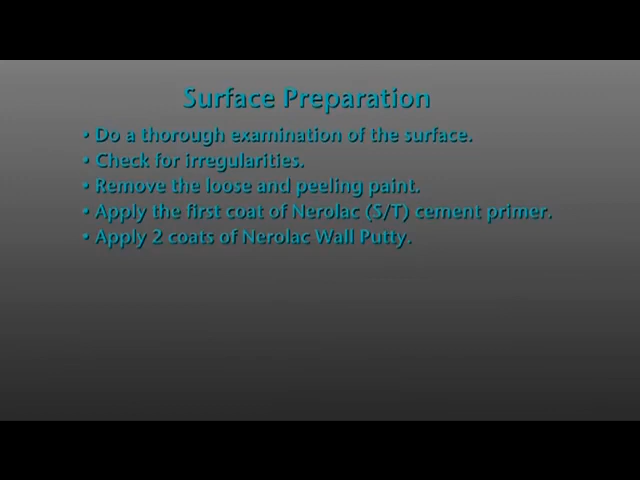 Surface Preparation
• Do a thorough examination of the surface.
• Check for irregularities.
• Remove the loose and peeling paint.
• Apply the first coat of Nerolac (S/T) cement primer.
• Apply 2 coats of Nerolac Wall Putty.